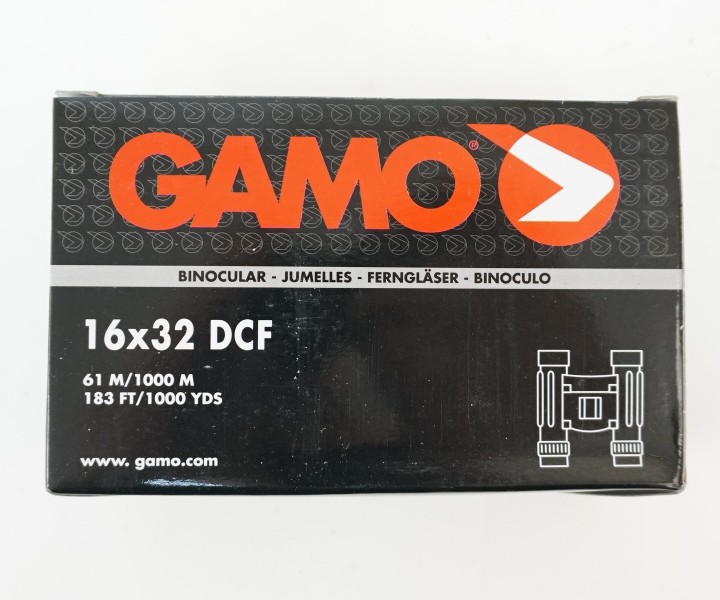 GAMO®
BINOCULAR - JUMELLES - FERNGLÄSER - BINOCULO
16x32 DCF
61 M/1000 M
183 FT/1000 YDS
www. gamo.com